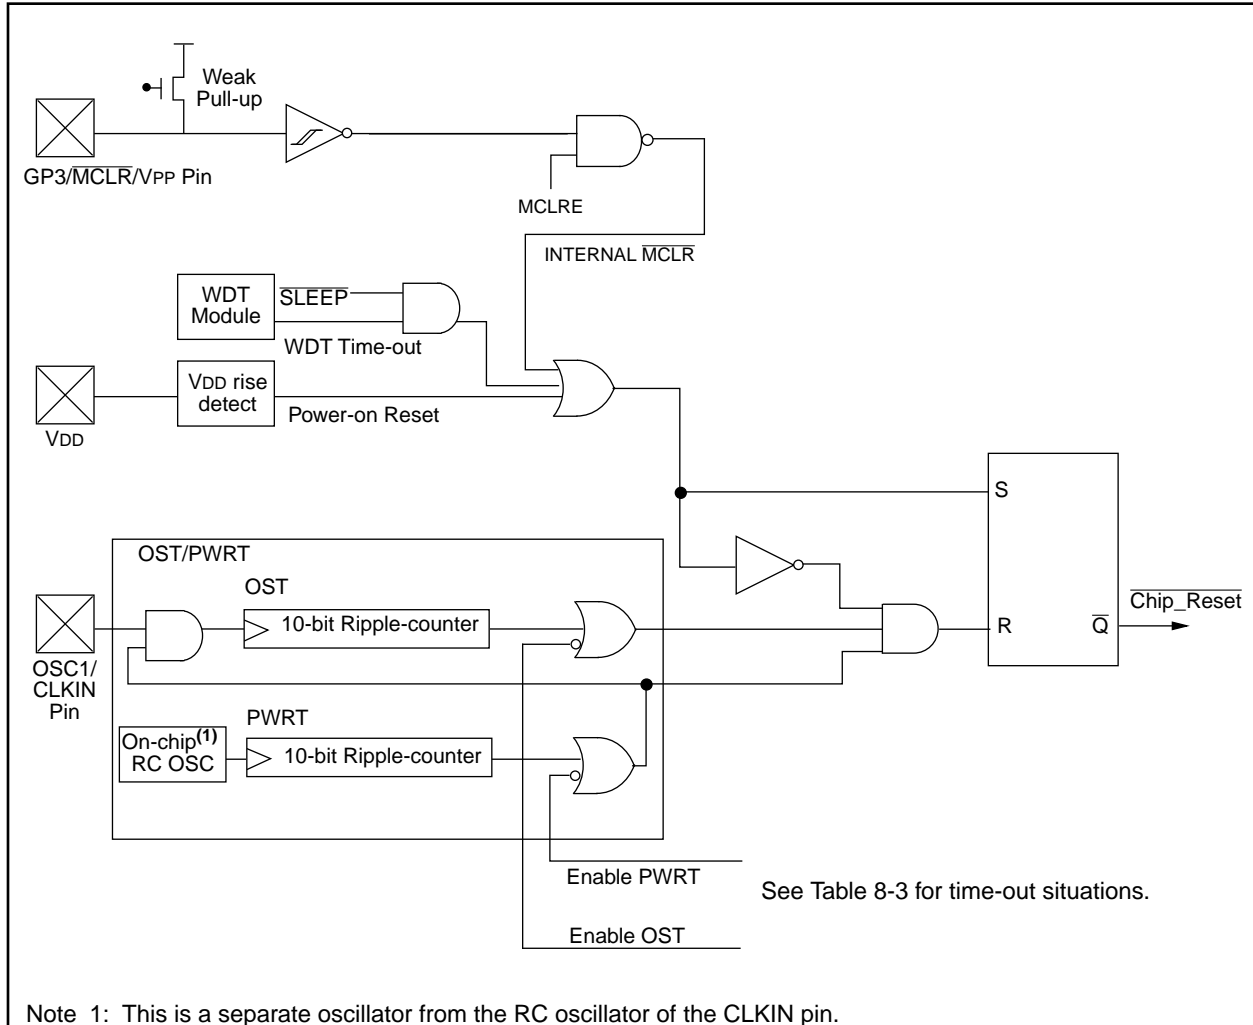 Weak
Pull-up
GP3/MCLR/VPP Pin
MCLRE
INTERNAL MCLR
WDT
Module
SLEEP
WDT Time-out
VDD rise
detect
Power-on Reset
VDD
S
R
Q
Chip_Reset
OST/PWRT
OST
10-bit Ripple-counter
OSC1/
CLKIN
Pin
PWRT
On-chip(1)
RC OSC
10-bit Ripple-counter
Enable PWRT
See Table 8-3 for time-out situations.
Enable OST
Note 1: This is a separate oscillator from the RC oscillator of the CLKIN pin.